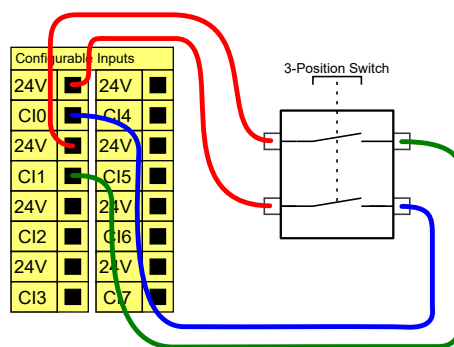 Configurable Inputs
3-Position Switch
24V 24V
CI0 CI4
24V 24V
CI1 CI5
24V 24V
CI2 CI6
24V 24V
CI3 CI7